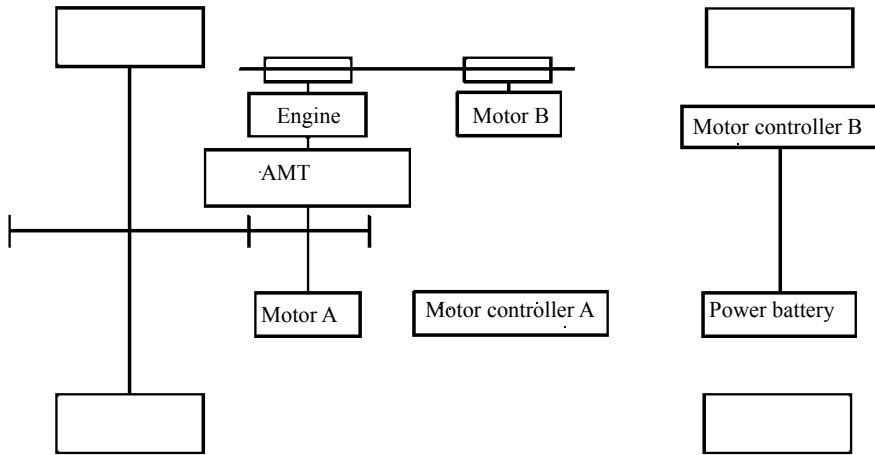 Engine
Motor B
Motor controller B
AMT
Motor A
Motor controller A
Power battery